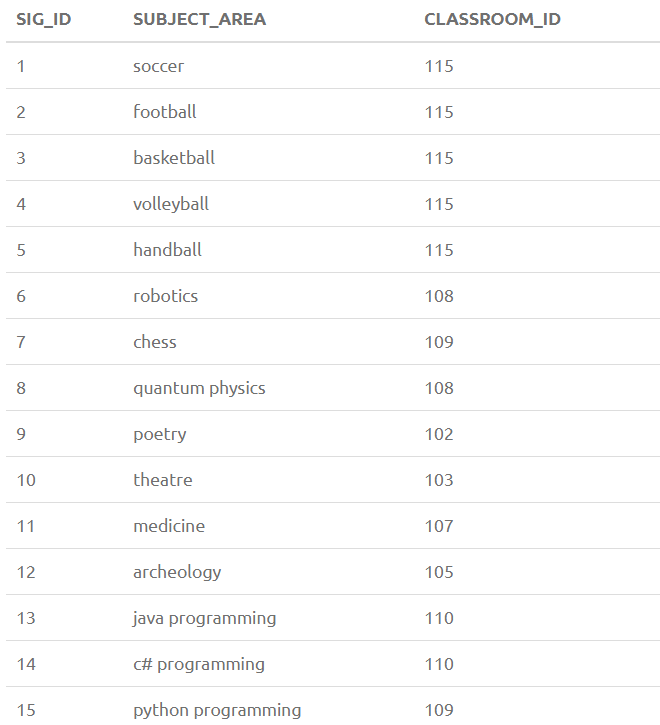 SIG_ID SUBJECT_AREA CLASSROOM_ID
1 soccer 115
2 football 115
3 basketball 115
4 volleyball 115
5 handball 115
6 robotics 108
7 chess 109
8 quantum physics 108
9 poetry 102
10 theatre 103
11 medicine 107
12 archeology 105
13 java programming 110
14 c# programming 110
15 python programming 109